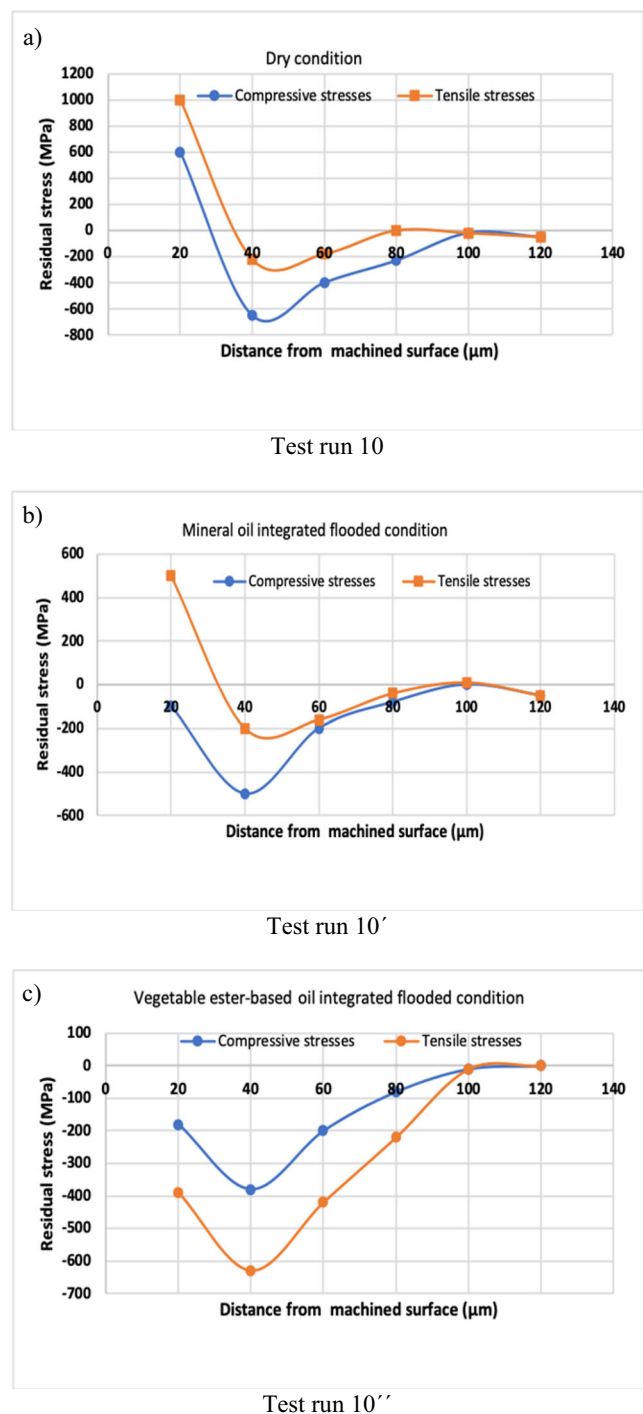 a)
Dry condition
Compressive stresses
Tensile stresses
Residual stress (MPa)
1200
1000
800
600
400
200
0
-200
-400
-600
-800
0 20 40 60 80 100 120 140
Distance from machined surface (µm)
Test run 10
b)
Mineral oil integrated flooded condition
Compressive stresses
Tensile stresses
Residual stress (MPa)
600
400
200
0
-200
-400
-600
0 20 40 60 80 100 120 140
Distance from machined surface (µm)
Test run 10´
c)
Vegetable ester-based oil integrated flooded condition
Compressive stresses
Tensile stresses
Residual stress (MPa)
100
0
-100
-200
-300
-400
-500
-600
-700
0 20 40 60 80 100 120 140
Distance from machined surface (µm)
Test run 10´´